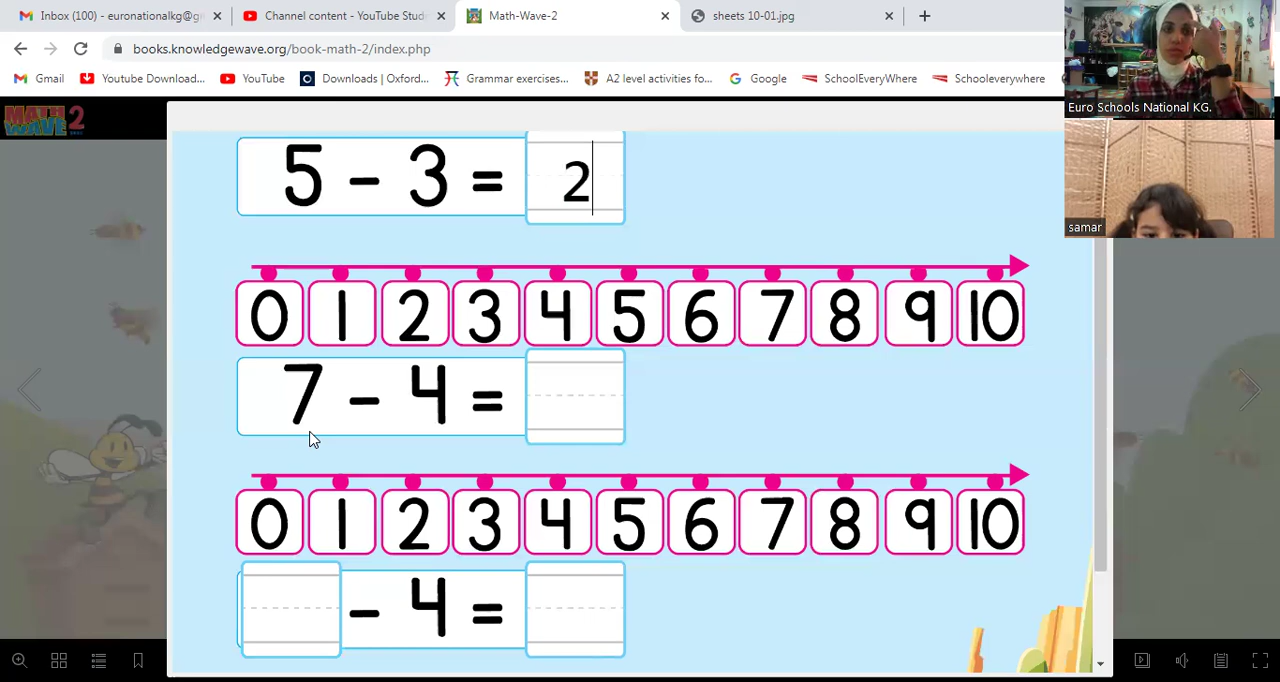 Inbox (100) - euronationalkg@g
Channel content - YouTube Stud
Math-Wave-2
sheets 10-01.jpg
books.knowledgewave.org/book-math-2/index.php
Gmail
Youtube Download...
YouTube
Downloads | Oxford...
Grammar exercises...
A2 level activities fo...
Google
SchoolEveryWhere
Schooleverywhere
Euro Schools National KG.
samar
MATH WAVE 2
5 - 3 = 2
0 1 2 3 4 5 6 7 8 9 10
7 - 4 =
0 1 2 3 4 5 6 7 8 9 10
- 4 =